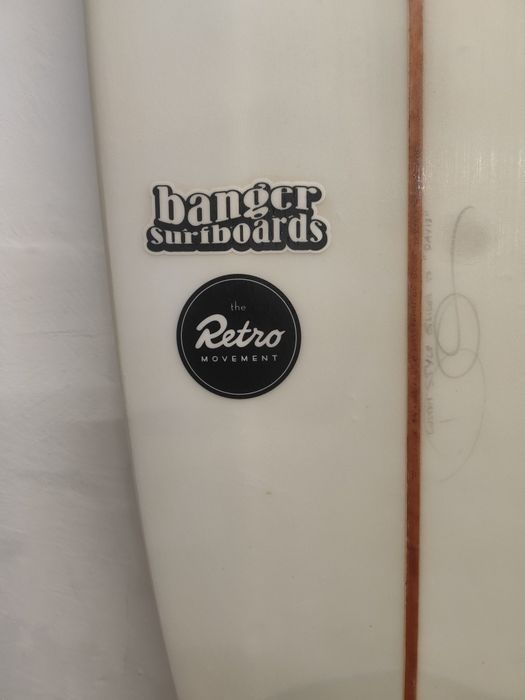 banger
surfboards
the
Retro
MOVEMENT